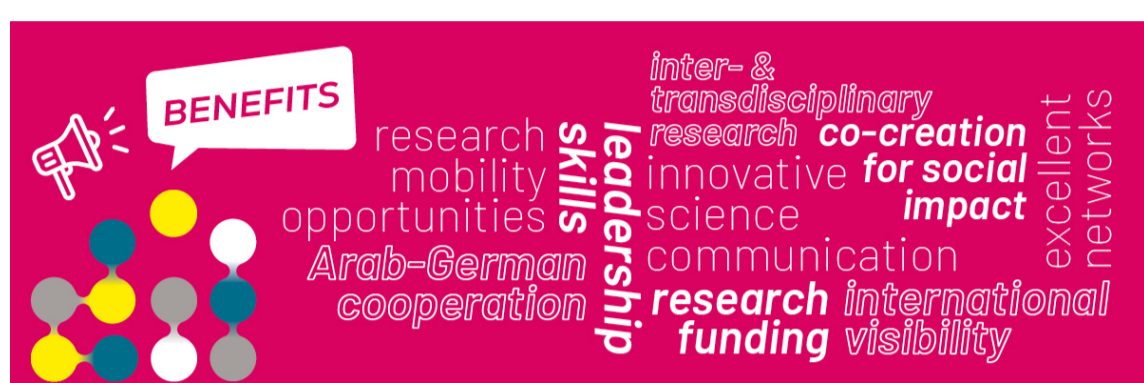 BENEFITS
research
mobility
opportunities
Arab-German
cooperation
skills
leadership
inter- &
transdisciplinary
research
innovative
science
communication
co-creation
for social
impact
excellent
networks
research
funding
international
visibility